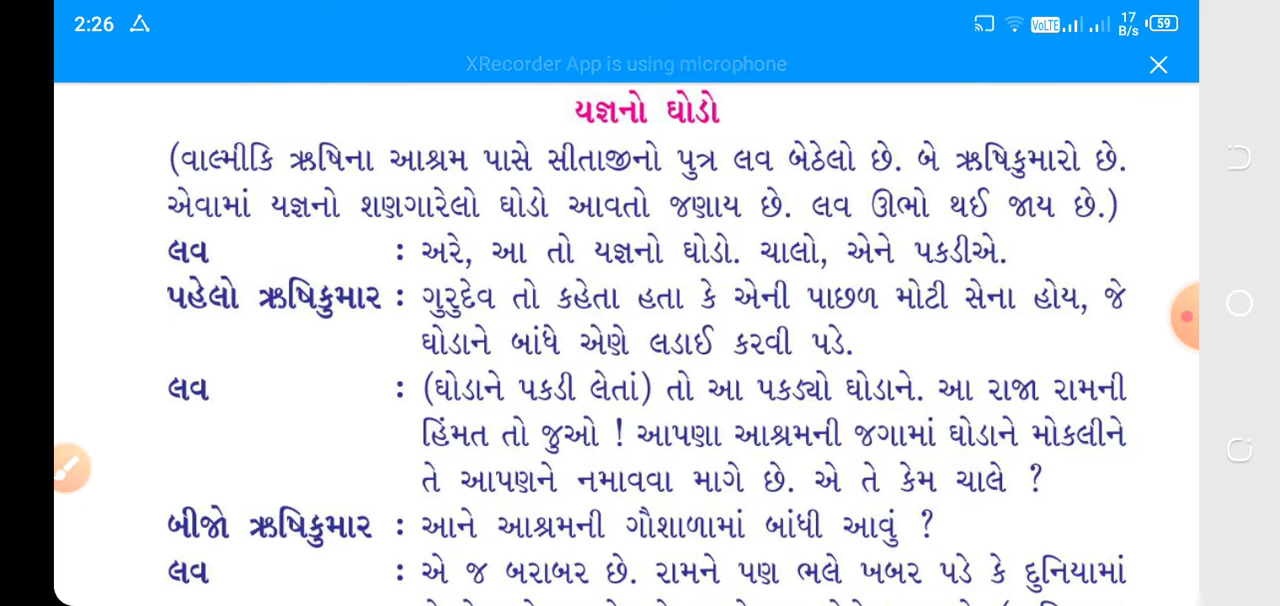 2:26
VoLTE
17
B/s
59
XRecorder App is using microphone
યજ્ઞનો ઘોડો
(વાલ્મીકિ ઋષિના આશ્રમ પાસે સીતાજીનો પુત્ર લવ બેઠેલો છે. બે ઋષિકુમારો છે.
એવામાં યજ્ઞનો શણગારેલો ઘોડો આવતો જણાય છે. લવ ઊભો થઈ જાય છે.)
લવ : અરે, આ તો યજ્ઞનો ઘોડો. ચાલો, એને પકડીએ.
પહેલો ઋષિકુમાર : ગુરુદેવ તો કહેતા હતા કે એની પાછળ મોટી સેના હોય, જે
ઘોડાને બાંધે એણે લડાઈ કરવી પડે.
લવ : (ઘોડાને પકડી લેતાં) તો આ પકડ્યો ઘોડાને. આ રાજા રામની
હિંમત તો જુઓ ! આપણા આશ્રમની જગામાં ઘોડાને મોકલીને
તે આપણને નમાવવા માગે છે. એ તે કેમ ચાલે ?
બીજો ઋષિકુમાર : આને આશ્રમની ગૌશાળામાં બાંધી આવું ?
લવ : એ જ બરાબર છે. રામને પણ ભલે ખબર પડે કે દુનિયામાં